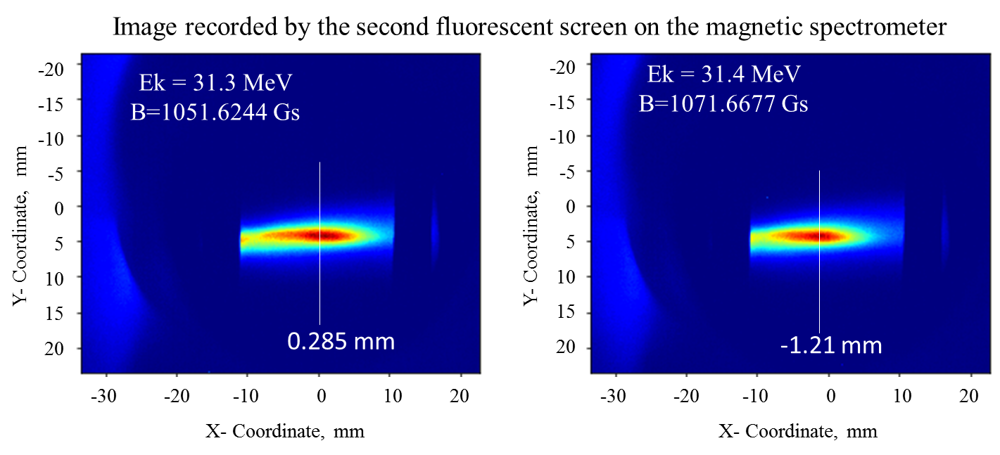 Image recorded by the second fluorescent screen on the magnetic spectrometer
Ek = 31.3 MeV
B=1051.6244 Gs
-20
-15
-10
-5
0
5
10
15
20
Y- Coordinate, mm
0.285 mm
-30
-20
-10
0
10
20
X- Coordinate, mm
Ek = 31.4 MeV
B=1071.6677 Gs
-20
-15
-10
-5
0
5
10
15
20
Y- Coordinate, mm
-1.21 mm
-30
-20
-10
0
10
20
X- Coordinate, mm